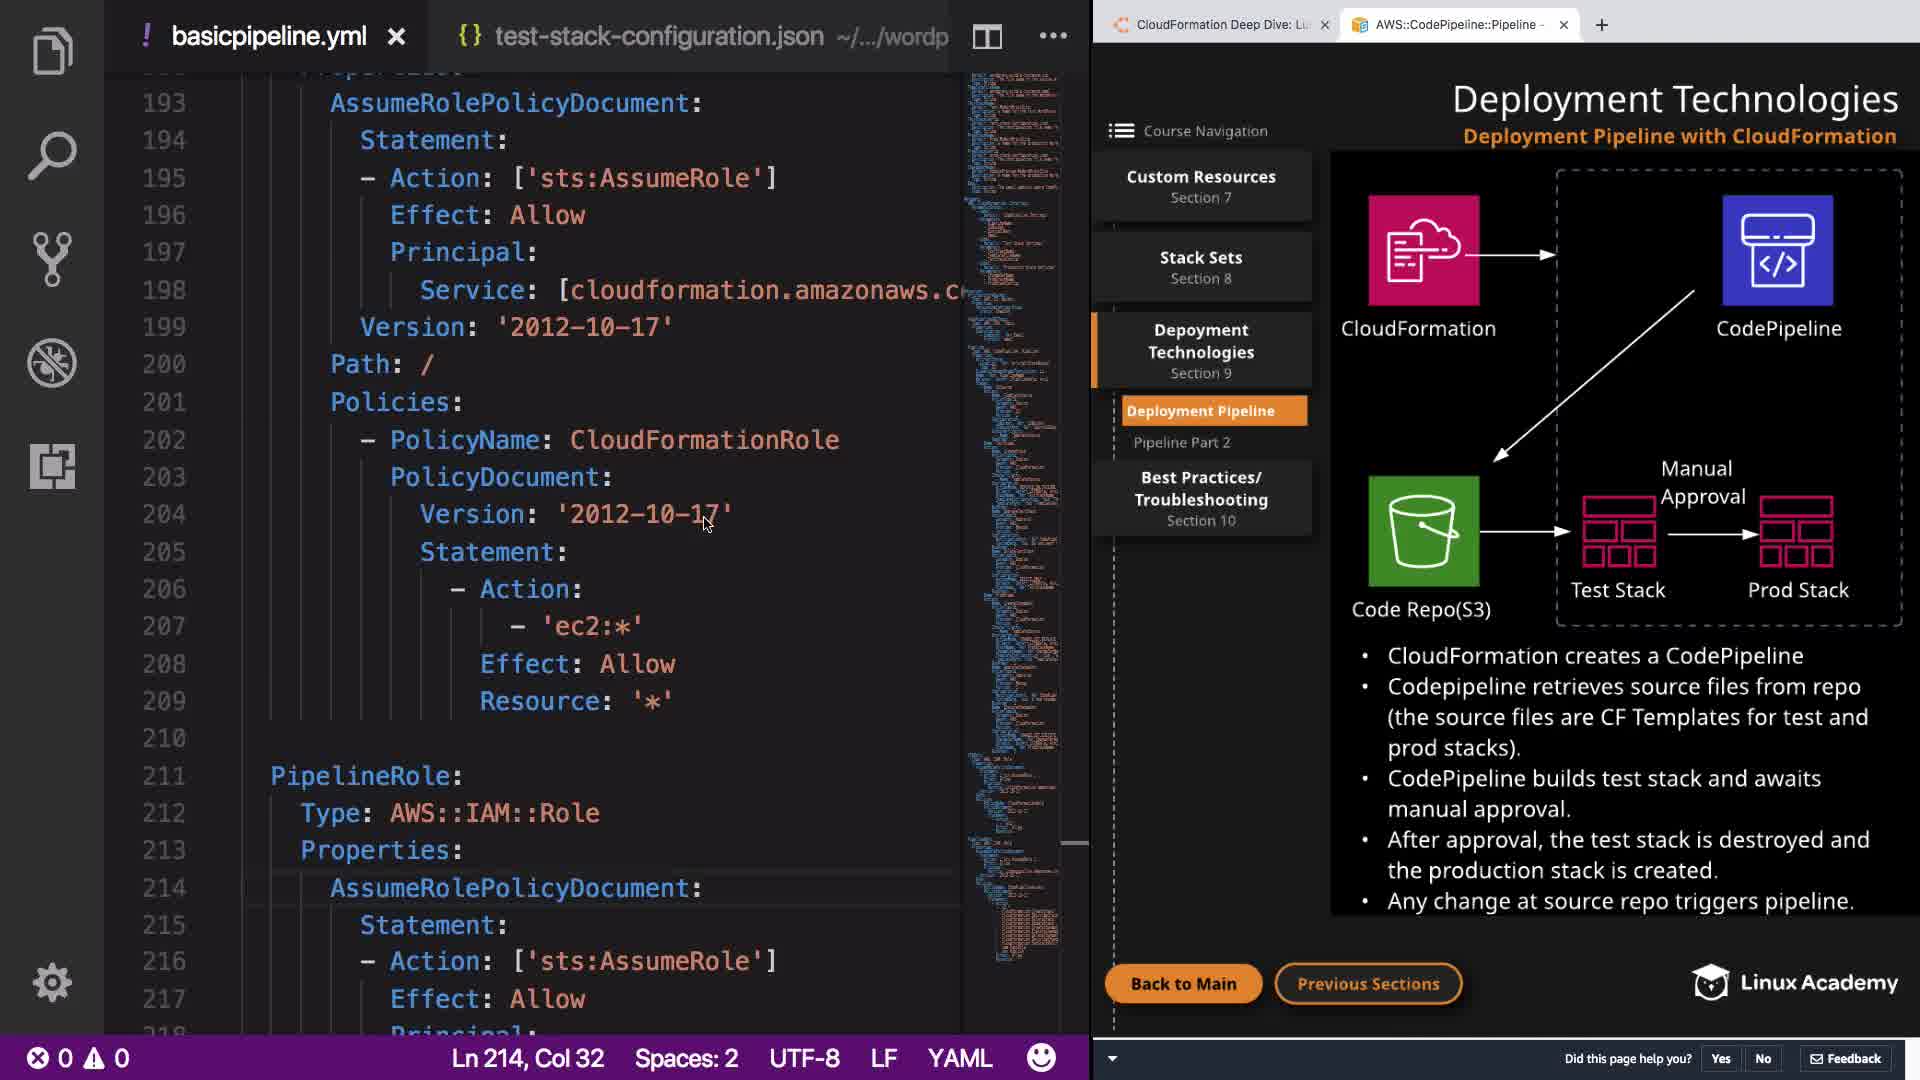 basicpipeline.yml
test-stack-configuration.json ~/.../wordp
193 AssumeRolePolicyDocument:
194 Statement:
195 - Action: ['sts:AssumeRole']
196 Effect: Allow
197 Principal:
198 Service: [cloudformation.amazonaws.c
199 Version: '2012-10-17'
200 Path: /
201 Policies:
202 - PolicyName: CloudFormationRole
203 PolicyDocument:
204 Version: '2012-10-17'
205 Statement:
206 - Action:
207 - 'ec2:*'
208 Effect: Allow
209 Resource: '*'
210
211 PipelineRole:
212 Type: AWS::IAM::Role
213 Properties:
214 AssumeRolePolicyDocument:
215 Statement:
216 - Action: ['sts:AssumeRole']
217 Effect: Allow
218 Principal:
0 0
Ln 214, Col 32 Spaces: 2 UTF-8 LF YAML
CloudFormation Deep Dive: Lu
AWS::CodePipeline::Pipeline -
Deployment Technologies
Deployment Pipeline with CloudFormation
Course Navigation
Custom Resources
Section 7
Stack Sets
Section 8
Depoyment
Technologies
Section 9
Deployment Pipeline
Pipeline Part 2
Best Practices/
Troubleshooting
Section 10
CloudFormation
CodePipeline
Code Repo(S3)
Manual
Approval
Test Stack
Prod Stack
• CloudFormation creates a CodePipeline
• Codepipeline retrieves source files from repo
(the source files are CF Templates for test and
prod stacks).
• CodePipeline builds test stack and awaits
manual approval.
• After approval, the test stack is destroyed and
the production stack is created.
• Any change at source repo triggers pipeline.
Back to Main
Previous Sections
Linux Academy
Did this page help you? Yes No Feedback